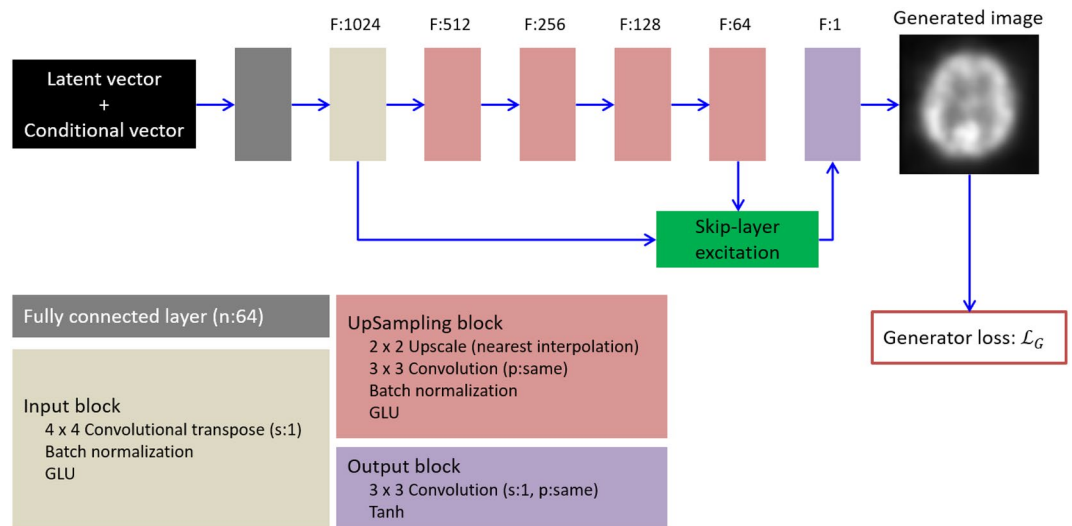 F:1024
F:512
F:256
F:128
F:64
F:1
Generated image
Latent vector
+
Conditional vector
Skip-layer
excitation
Generator loss: ℒG
Fully connected layer (n:64)
Input block
4 x 4 Convolutional transpose (s:1)
Batch normalization
GLU
UpSampling block
2 x 2 Upscale (nearest interpolation)
3 x 3 Convolution (p:same)
Batch normalization
GLU
Output block
3 x 3 Convolution (s:1, p:same)
Tanh